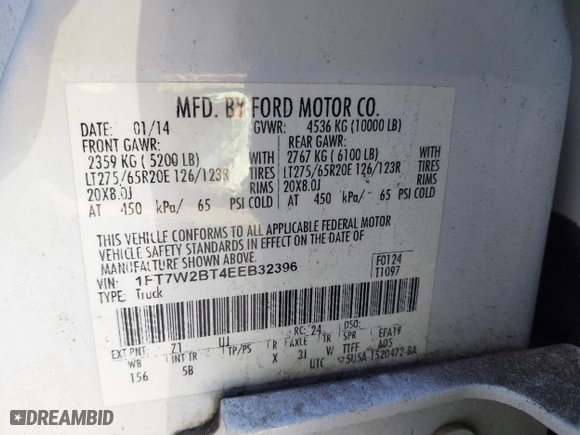 MFD. BY FORD MOTOR CO.
DATE: 01/14 GVWR: 4536 KG (10000 LB)
FRONT GAWR: REAR GAWR:
2359 KG ( 5200 LB) WITH 2767 KG ( 6100 LB) WITH
LT275/65R20E 126/123R TIRES LT275/65R20E 126/123R TIRES
20X8.0J RIMS 20X8.0J RIMS
AT 450 kPa/ 65 PSI COLD AT 450 kPa/ 65 PSI COLD
THIS VEHICLE CONFORMS TO ALL APPLICABLE FEDERAL MOTOR
VEHICLE SAFETY STANDARDS IN EFFECT ON THE DATE OF
MANUFACTURE SHOWN ABOVE.
VIN: 1FT7W2BT4EEB32396 F0124
TYPE: Truck T1097
EXT PNT: Z1 UJ RC: 24 DSO:
WB INT TR TP/PS R AXLE TR SPR EFA19
156 5B X 31 W TTFF A05
UTC
DREAMBID